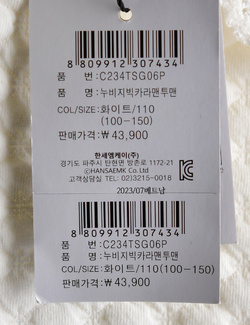 8 809912 307434
품 번 :C234TSG06P
품 명 :누비지빅카라맨투맨
COL/SIZE:화이트/110
(100-150)
판매가격:₩ 43,900
한세엠케이(주)
경기도 파주시 탄현면 방촌로 1172-21
ⓒHANSAEMK Co.Ltd
고객상담실 TEL. 02)3215-0018
2023/07베트남
8 809912 307434
품 번 :C234TSG06P
품 명 :누비지빅카라맨투맨
COL/SIZE:화이트/110(100-150)
판매가격:₩ 43,900